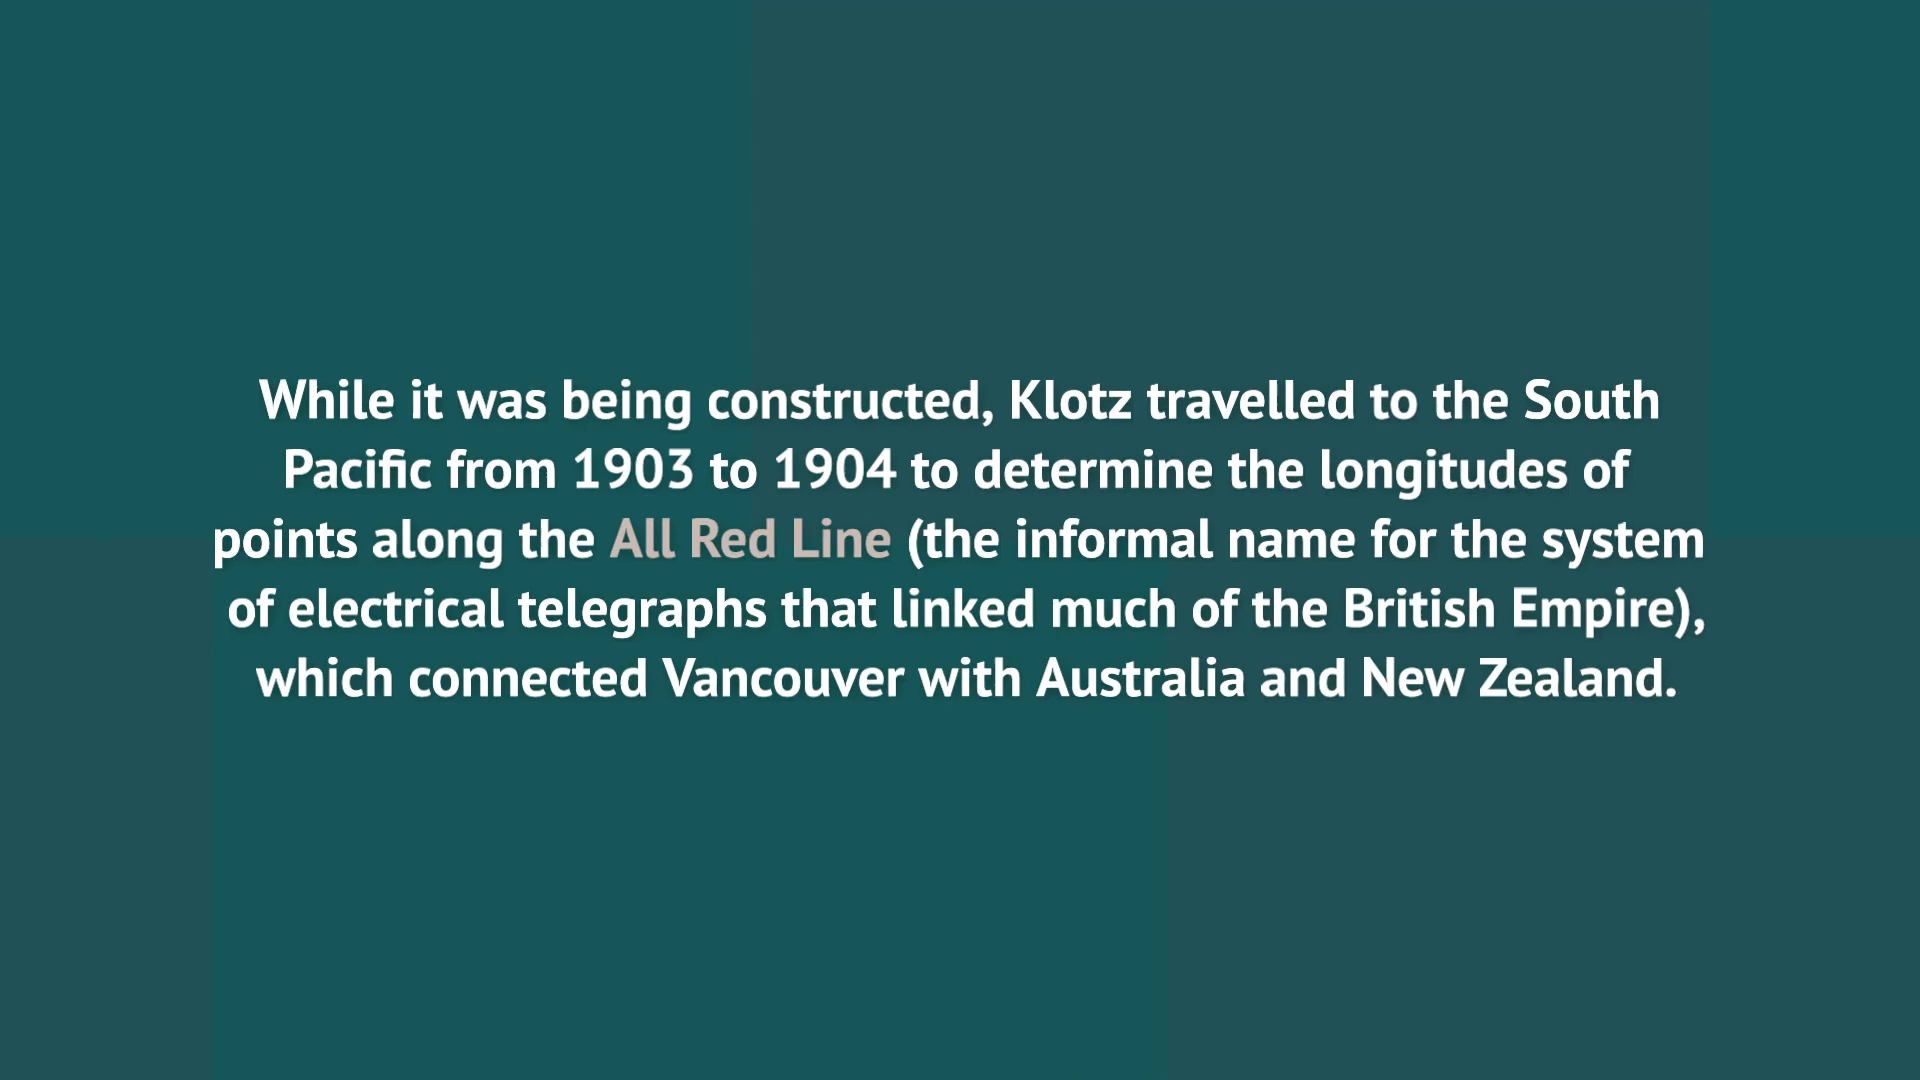 While it was being constructed, Klotz travelled to the South
Pacific from 1903 to 1904 to determine the longitudes of
points along the All Red Line (the informal name for the system
of electrical telegraphs that linked much of the British Empire),
which connected Vancouver with Australia and New Zealand.